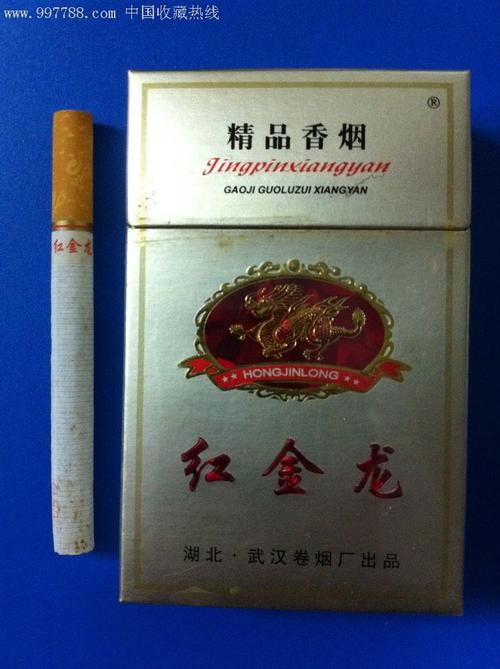 www.997788.com 中国收藏热线
®
精品香烟
Jingpinxiangyan
GAOJI GUOLUZUI XIANGYAN
红金龙
HONGJINLONG
红金龙
湖北·武汉卷烟厂出品